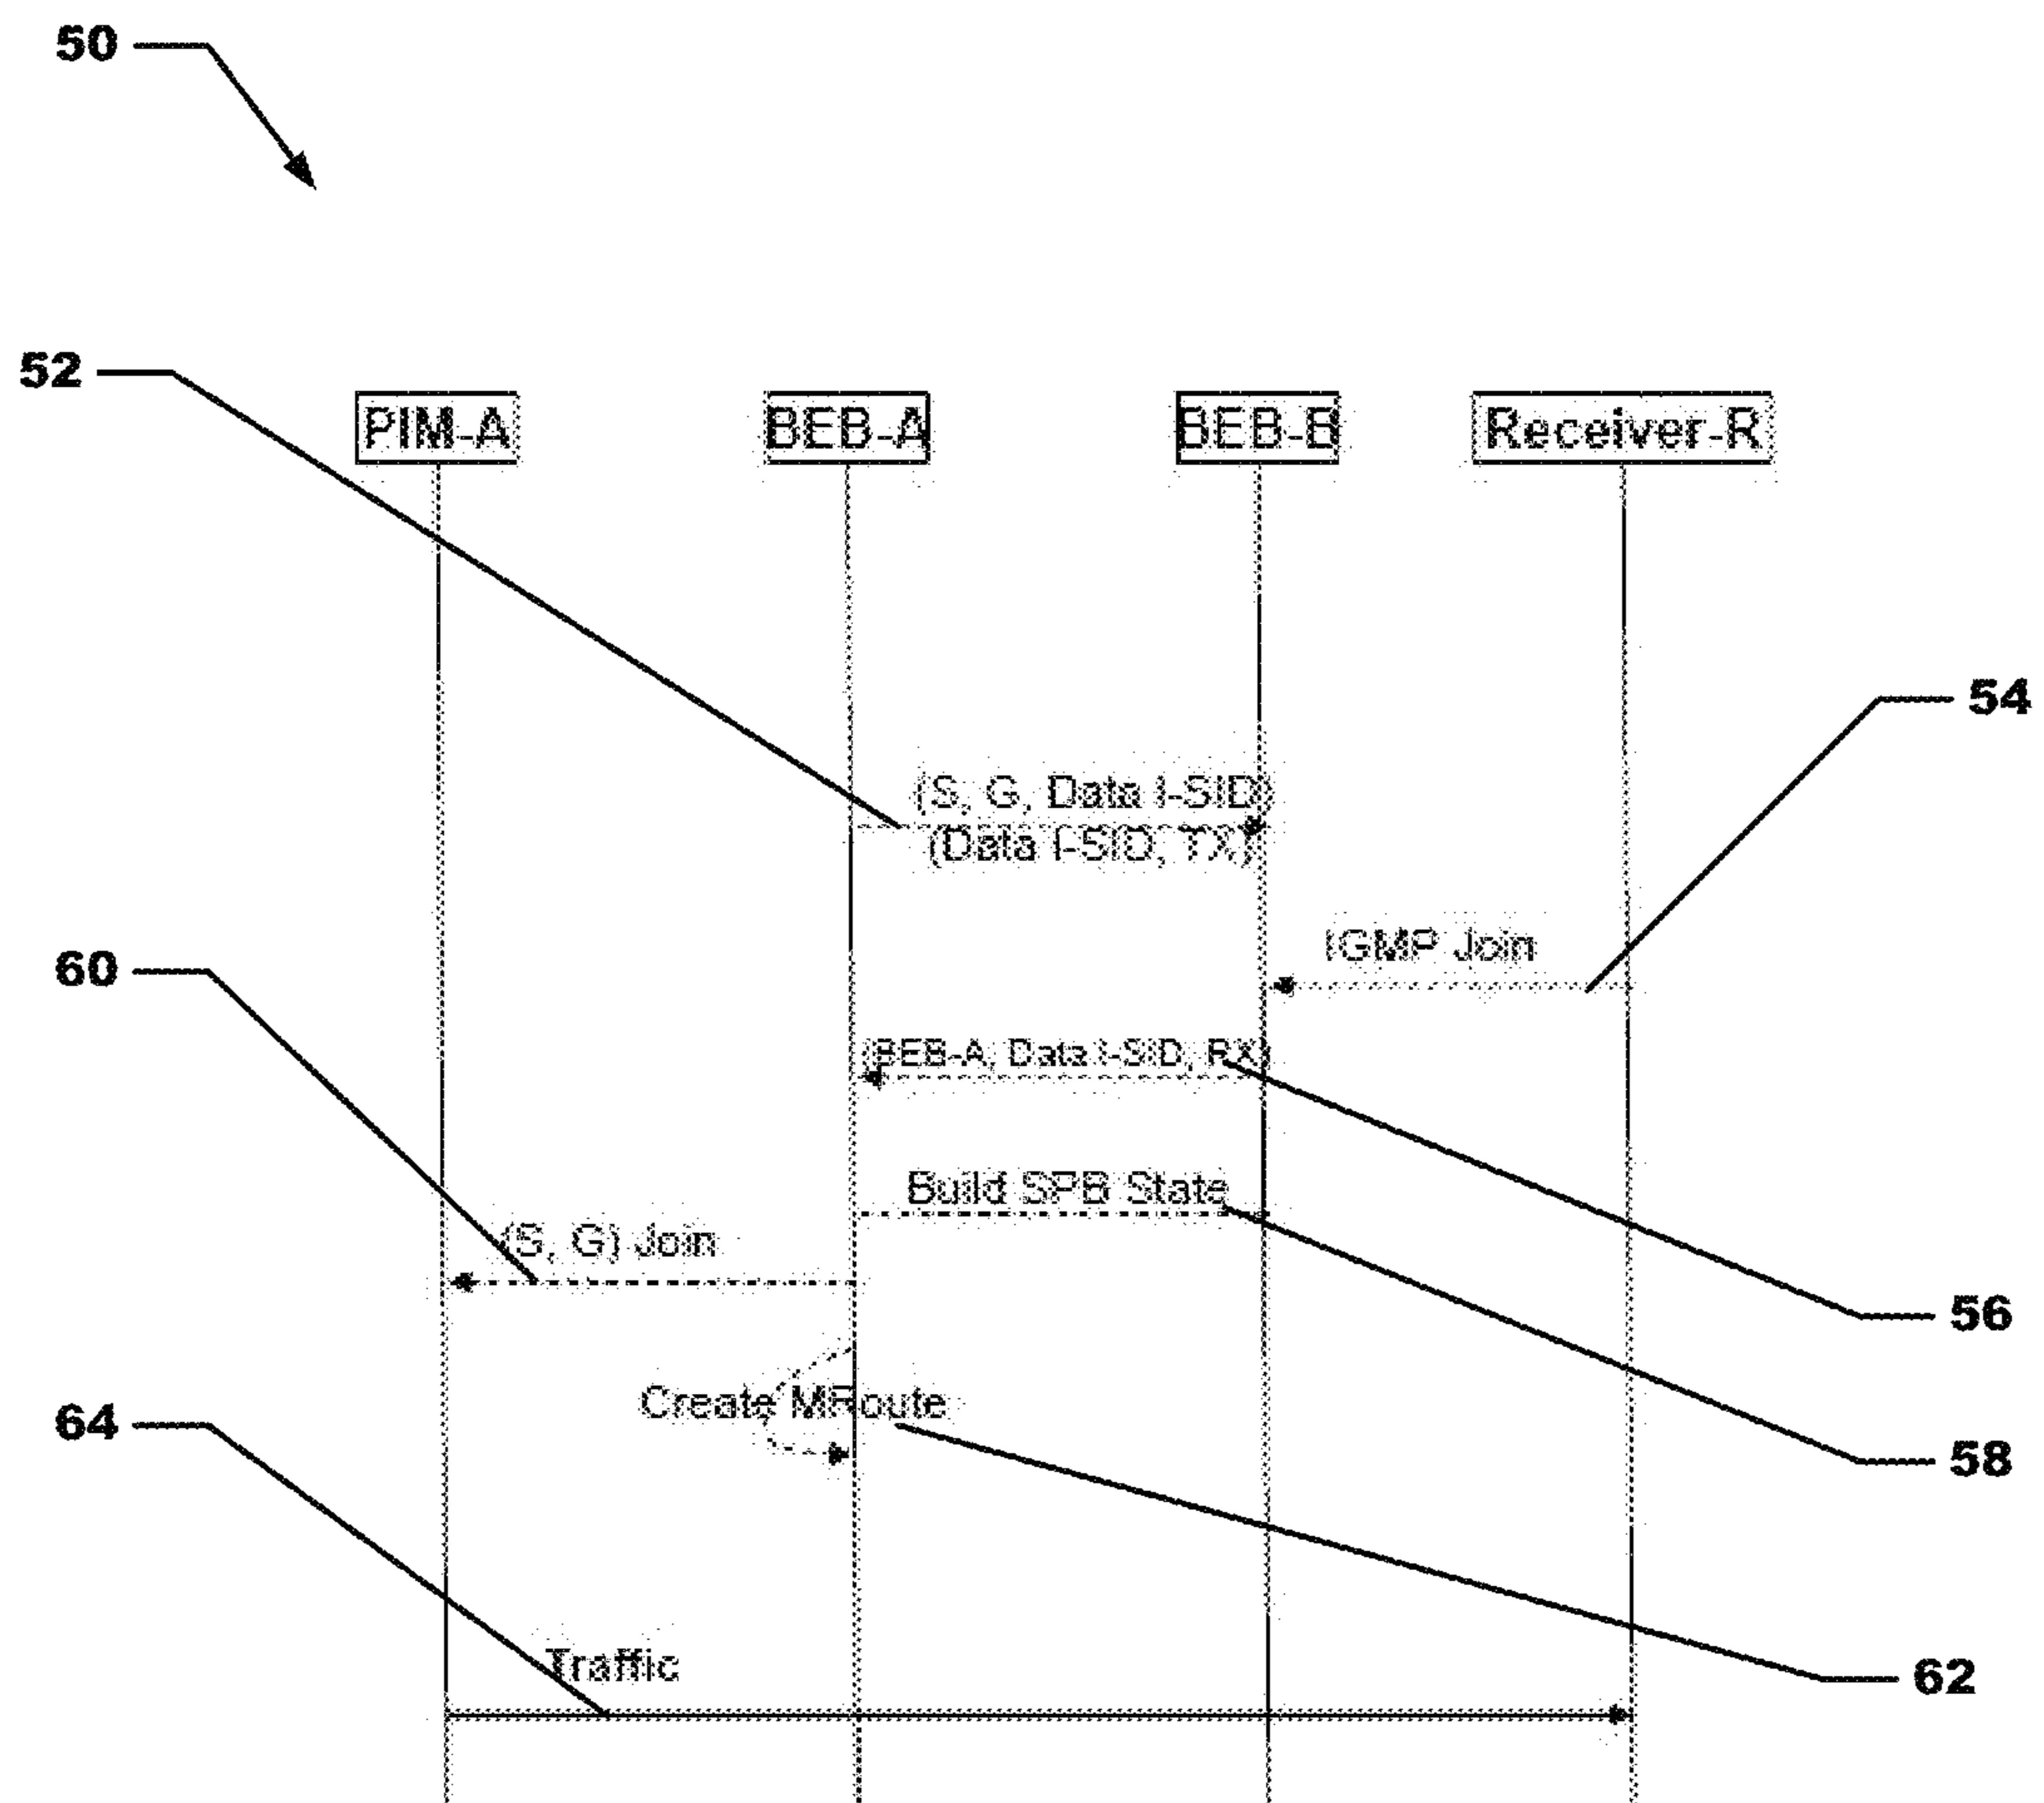 50
52
PIM-A
BEB-A
BEB-B
Receiver-R
54
(S, G, Data I-SID)
(Data I-SID, TX)
IGMP Join
60
(BEB-A, Data I-SID, RX)
Build SPB State
(S, G) Join
56
Create MRoute
64
58
Traffic
62